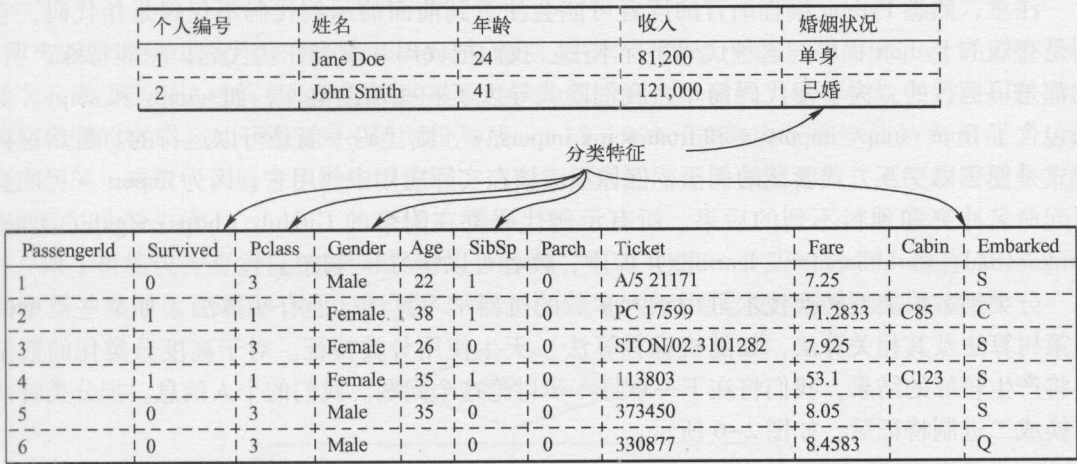 个人编号 姓名 年龄 收入 婚姻状况
1 Jane Doe 24 81,200 单身
2 John Smith 41 121,000 已婚
分类特征
PassengerId Survived Pclass Gender Age SibSp Parch Ticket Fare Cabin Embarked
1 0 3 Male 22 1 0 A/5 21171 7.25 S
2 1 1 Female 38 1 0 PC 17599 71.2833 C85 C
3 1 3 Female 26 0 0 STON/02.3101282 7.925 S
4 1 1 Female 35 1 0 113803 53.1 C123 S
5 0 3 Male 35 0 0 373450 8.05 S
6 0 3 Male 0 0 330877 8.4583 Q